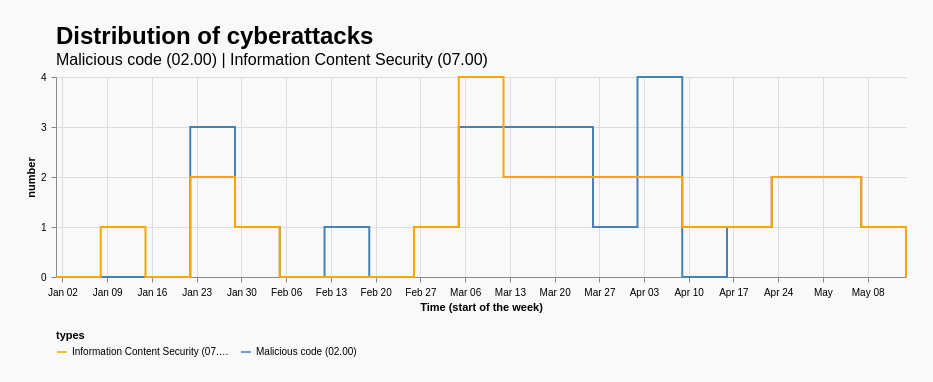 Distribution of cyberattacks
Malicious code (02.00) | Information Content Security (07.00)
4
3
2
1
0
number
Jan 02 Jan 09 Jan 16 Jan 23 Jan 30 Feb 06 Feb 13 Feb 20 Feb 27 Mar 06 Mar 13 Mar 20 Mar 27 Apr 03 Apr 10 Apr 17 Apr 24 May May 08
Time (start of the week)
types
Information Content Security (07.… Malicious code (02.00)